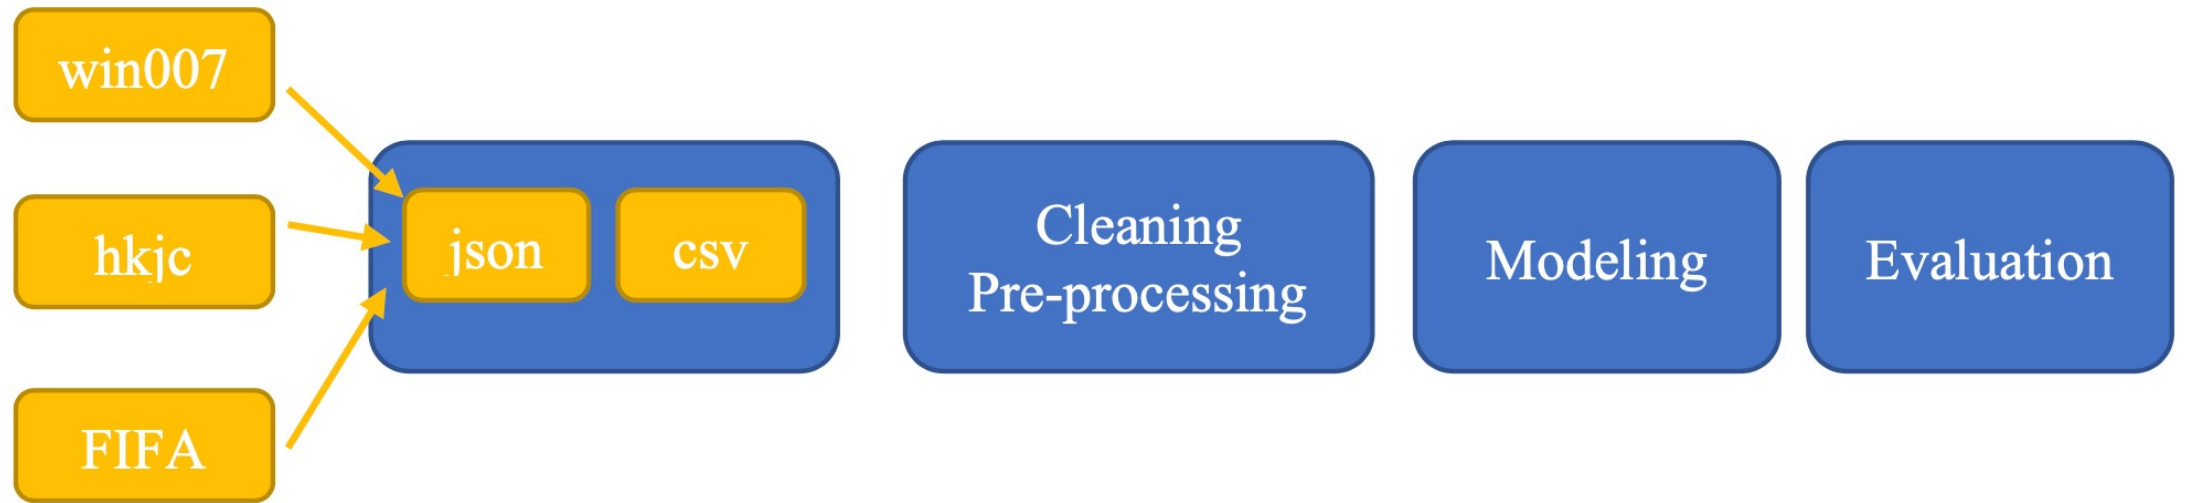 win007
hkjc
FIFA
json
csv
Cleaning
Pre-processing
Modeling
Evaluation